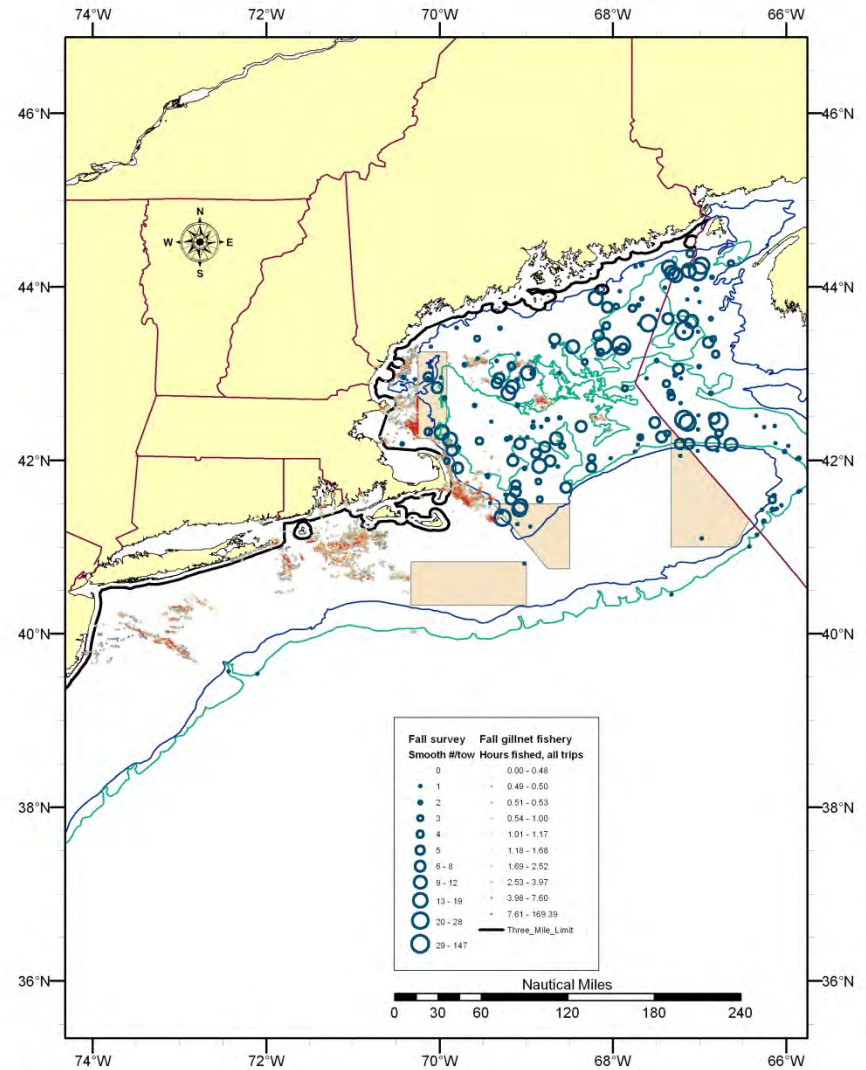 74°W 72°W 70°W 68°W 66°W
46°N 46°N
N
W E
S
44°N 44°N
42°N 42°N
40°N 40°N
Fall survey Fall gillnet fishery
Smooth #/tow Hours fished, all trips
0 0.00 - 0.48
1 0.49 - 0.50
2 0.51 - 0.53
3 0.54 - 1.00
4 1.01 - 1.17
5 1.18 - 1.68
6 - 8 1.69 - 2.52
9 - 12 2.53 - 3.97
13 - 19 3.98 - 7.60
20 - 28 7.61 - 169.39
29 - 147 Three_Mile_Limit
38°N 38°N
36°N 36°N
Nautical Miles
0 30 60 120 180 240
74°W 72°W 70°W 68°W 66°W